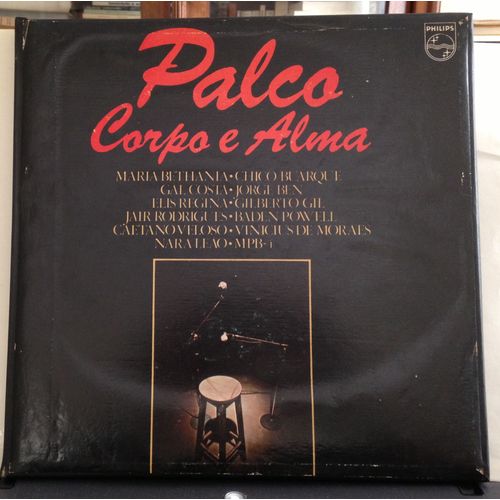 PHILIPS
Palco
Corpo e Alma
MARIA BETHANIA • CHICO BUARQUE
GAL COSTA • JORGE BEN
ELIS REGINA • GILBERTO GIL
JAIR RODRIGUES • BADEN POWELL
CAETANO VELOSO • VINICIUS DE MORAES
NARA LEAO • MPB-4